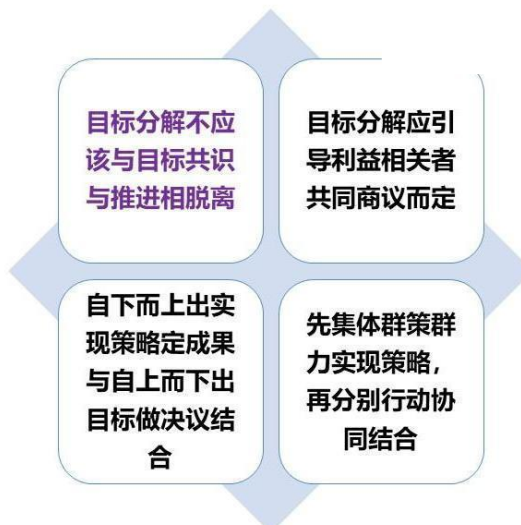 目标分解不应
该与目标共识
与推进相脱离
目标分解应引
导利益相关者
共同商议而定
自下而上出实
现策略定成果
与自上而下出
目标做决议结
合
先集体群策群
力实现策略，
再分别行动协
同结合